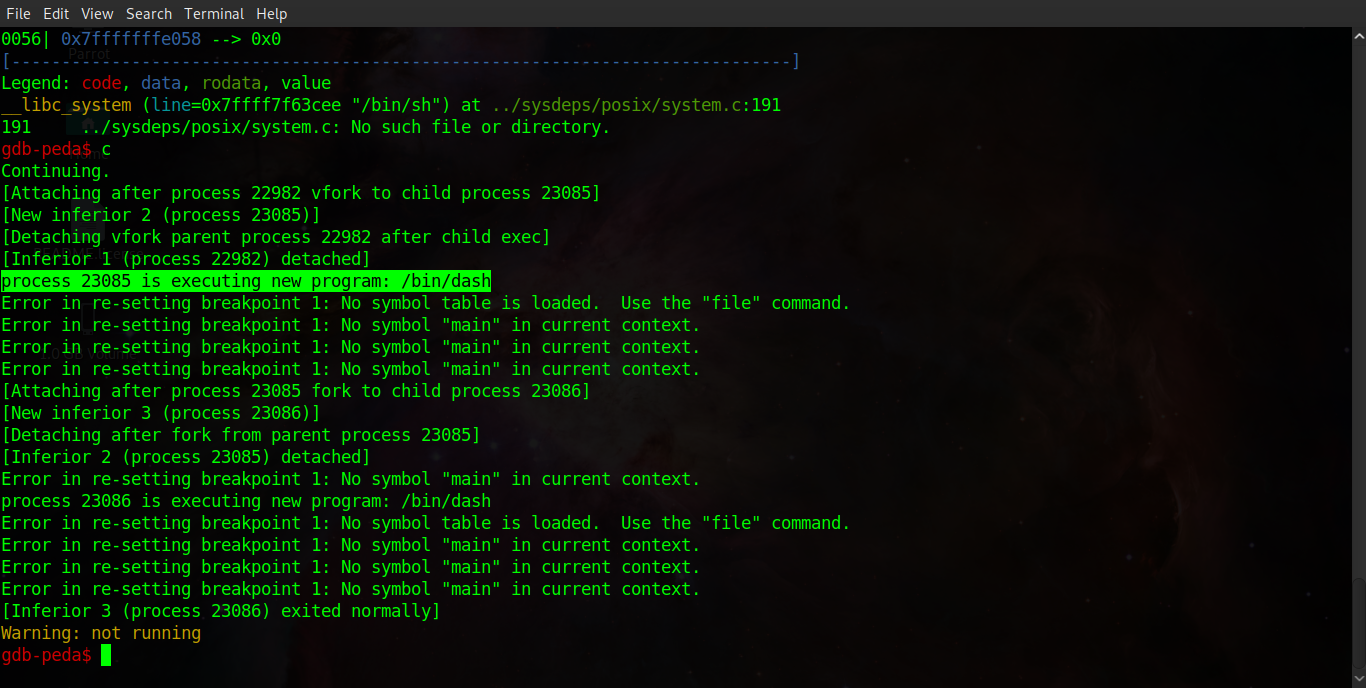 File Edit View Search Terminal Help
0056| 0x7fffffffe058 --> 0x0
[------------------------------------------------------------------------------]
Legend: code, data, rodata, value
__libc_system (line=0x7ffff7f63cee "/bin/sh") at ../sysdeps/posix/system.c:191
191     ../sysdeps/posix/system.c: No such file or directory.
gdb-peda$ c
Continuing.
[Attaching after process 22982 vfork to child process 23085]
[New inferior 2 (process 23085)]
[Detaching vfork parent process 22982 after child exec]
[Inferior 1 (process 22982) detached]
process 23085 is executing new program: /bin/dash
Error in re-setting breakpoint 1: No symbol table is loaded.  Use the "file" command.
Error in re-setting breakpoint 1: No symbol "main" in current context.
Error in re-setting breakpoint 1: No symbol "main" in current context.
Error in re-setting breakpoint 1: No symbol "main" in current context.
[Attaching after process 23085 fork to child process 23086]
[New inferior 3 (process 23086)]
[Detaching after fork from parent process 23085]
[Inferior 2 (process 23085) detached]
Error in re-setting breakpoint 1: No symbol "main" in current context.
process 23086 is executing new program: /bin/dash
Error in re-setting breakpoint 1: No symbol table is loaded.  Use the "file" command.
Error in re-setting breakpoint 1: No symbol "main" in current context.
Error in re-setting breakpoint 1: No symbol "main" in current context.
Error in re-setting breakpoint 1: No symbol "main" in current context.
[Inferior 3 (process 23086) exited normally]
Warning: not running
gdb-peda$